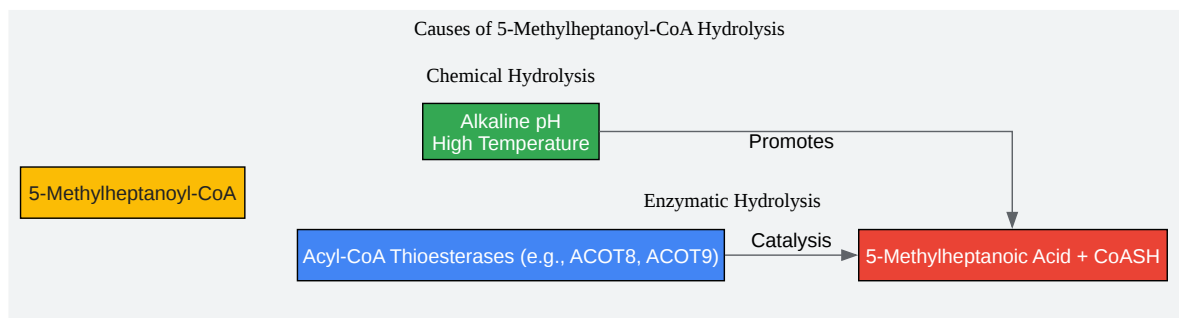 Causes of 5-Methylheptanoyl-CoA Hydrolysis
Chemical Hydrolysis
Alkaline pH
High Temperature
Promotes
5-Methylheptanoyl-CoA
Enzymatic Hydrolysis
Acyl-CoA Thioesterases (e.g., ACOT8, ACOT9)
Catalysis
5-Methylheptanoic Acid + CoASH